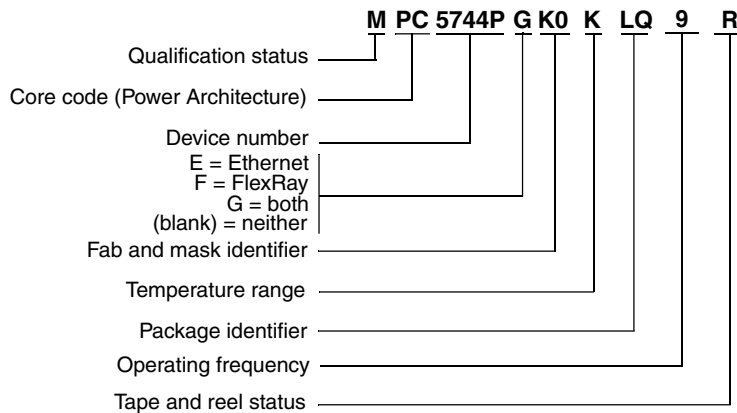 M PC 5744P G K0 K LQ 9 R
Qualification status
Core code (Power Architecture)
Device number
E = Ethernet
F = FlexRay
G = both
(blank) = neither
Fab and mask identifier
Temperature range
Package identifier
Operating frequency
Tape and reel status